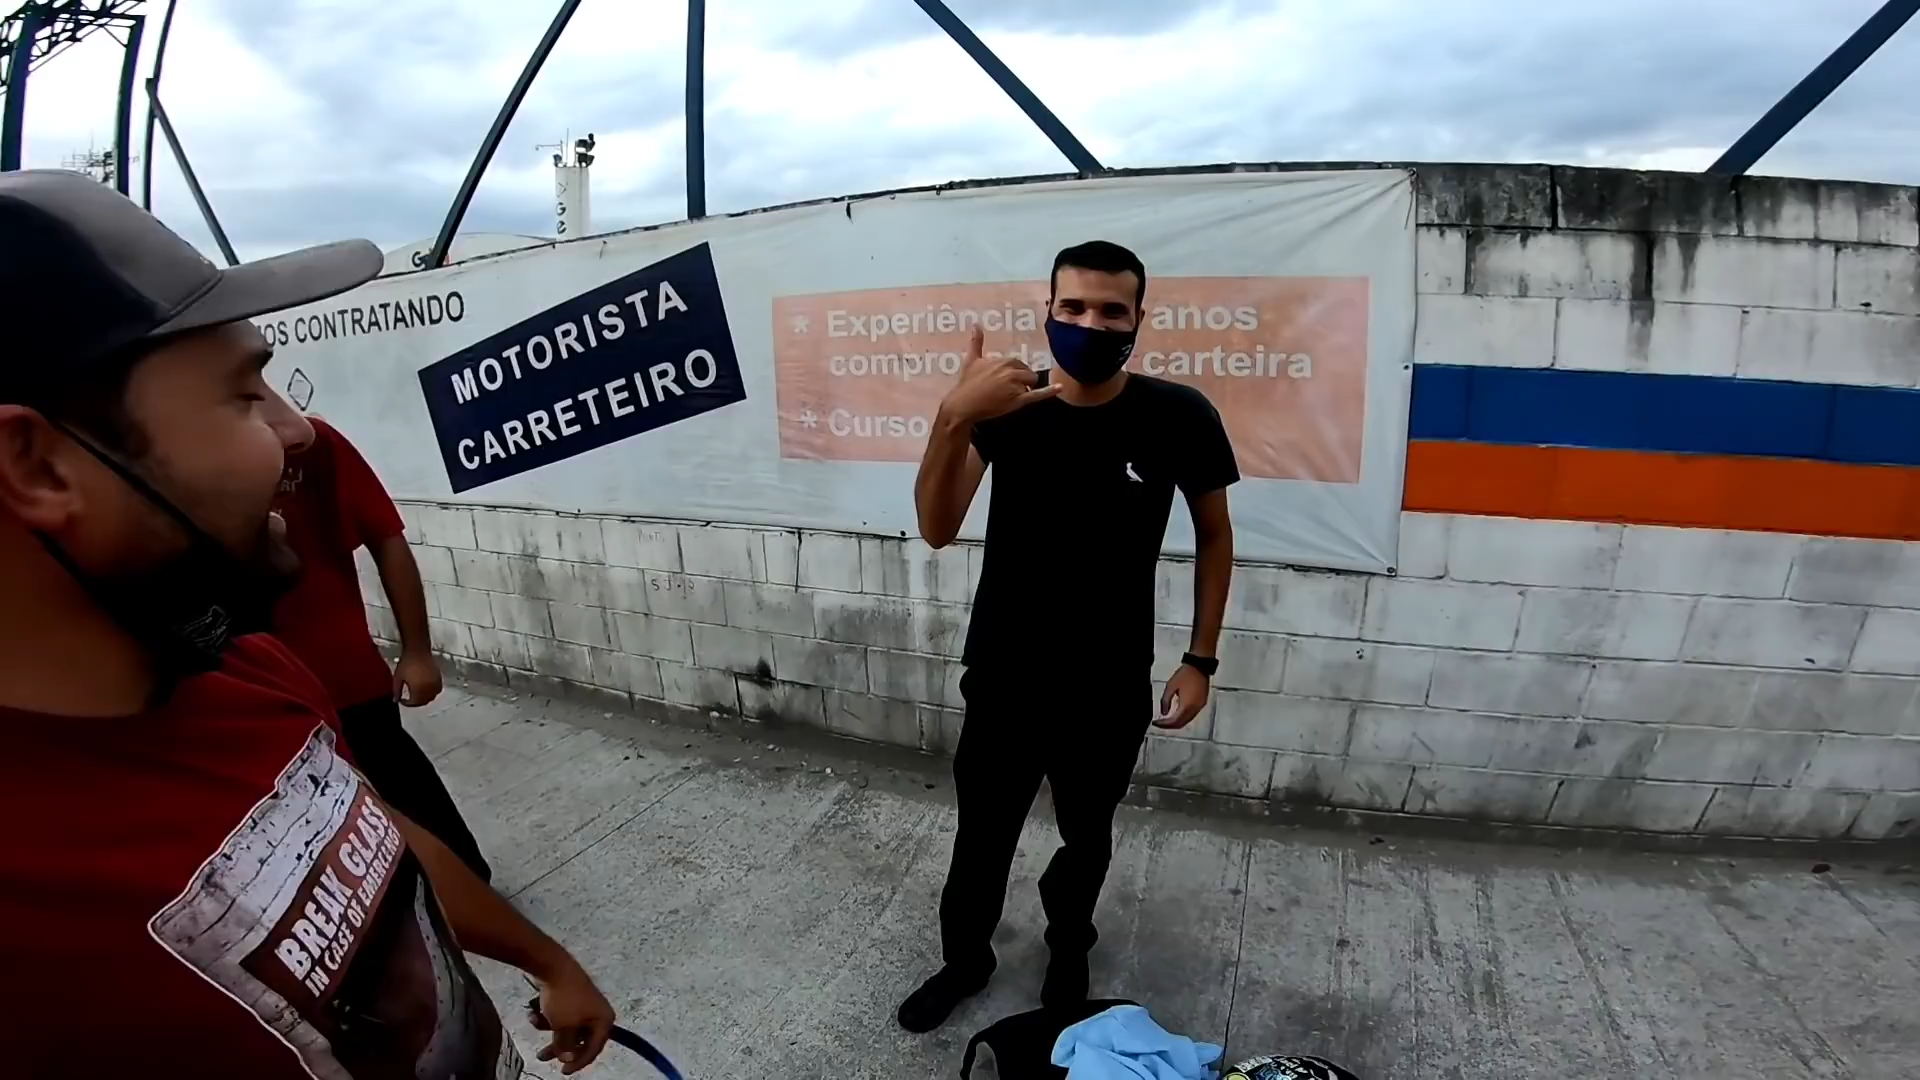 OS CONTRATANDO
MOTORISTA
CARRETEIRO
* Experiência anos
carteira
* Curso
BREAK GLASS
IN CASE OF EMERGENCY